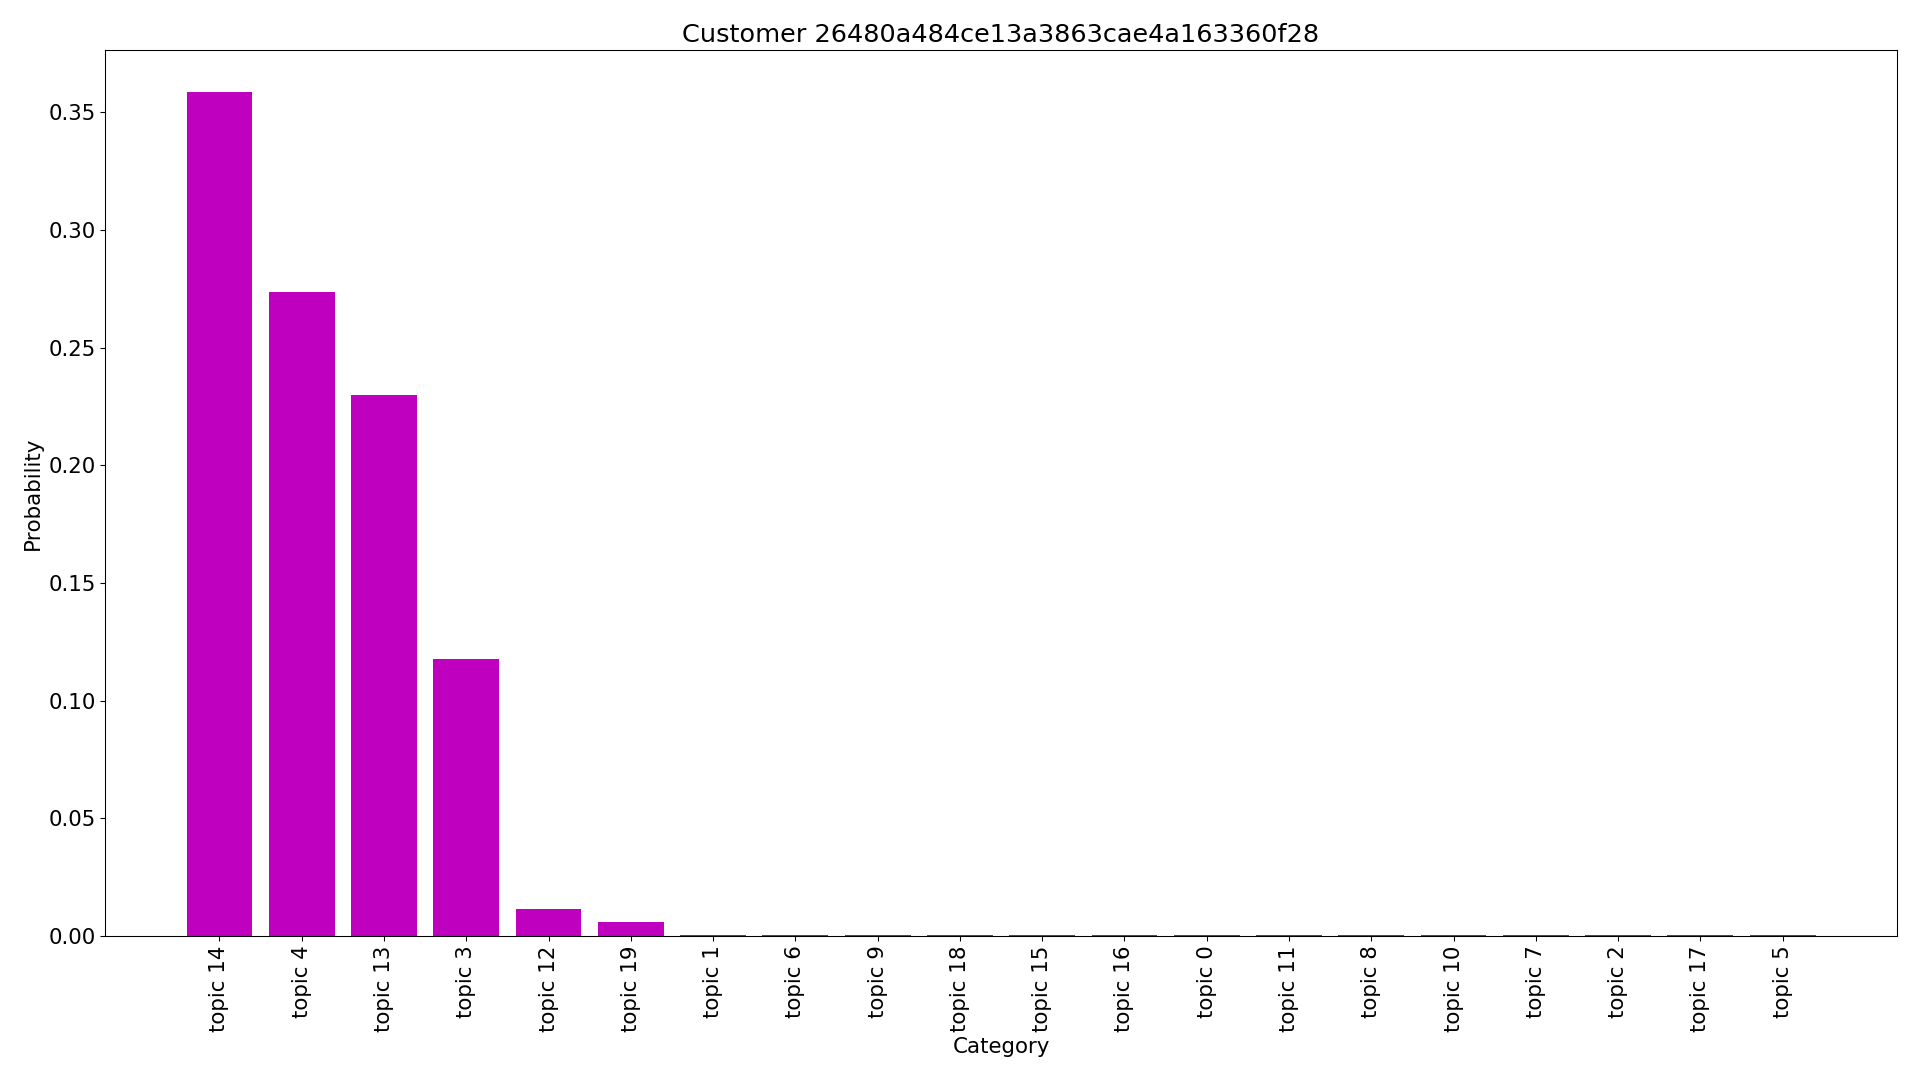 Customer 26480a484ce13a3863cae4a163360f28
Probability
0.35
0.30
0.25
0.20
0.15
0.10
0.05
0.00
topic 14
topic 4
topic 13
topic 3
topic 12
topic 19
topic 1
topic 6
topic 9
topic 18
topic 15
topic 16
topic 0
topic 11
topic 8
topic 10
topic 7
topic 2
topic 17
topic 5
Category